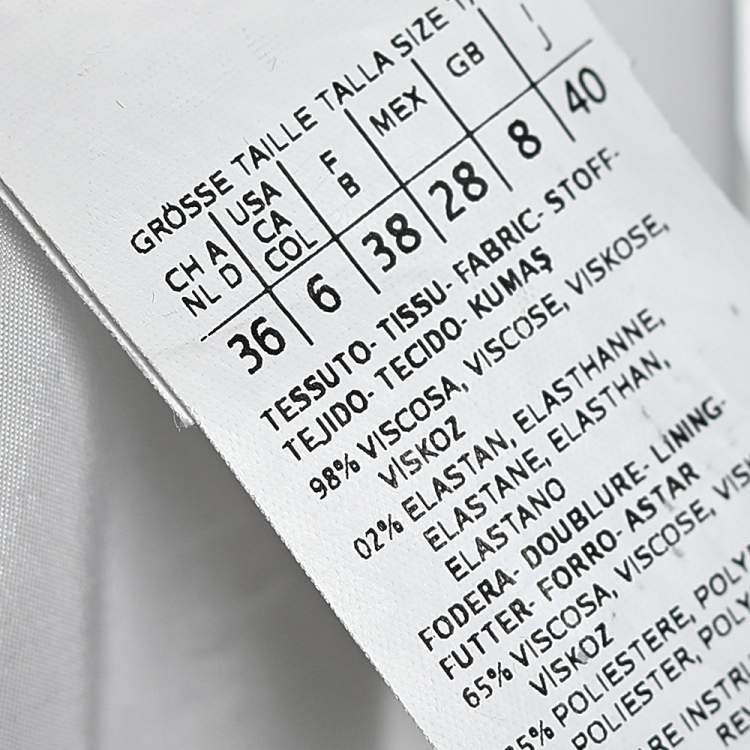 GRÖSSE TAILLE TALLA SIZE
CH A NL D | USA CA COL | F B | MEX | GB | I J
36 | 6 | 38 | 28 | 8 | 40
TESSUTO- TISSU- FABRIC- STOFF-
TEJIDO- TECIDO- KUMAŞ
98% VISCOSA, VISCOSE, VISKOSE,
VISKOZ
02% ELASTAN, ELASTHANNE,
ELASTANE, ELASTHAN,
ELASTANO
FODERA- DOUBLURE- LINING-
FUTTER- FORRO- ASTAR
65% VISCOSA, VISCOSE,
VISKOZ
POLIESTERE,
POLIESTER,